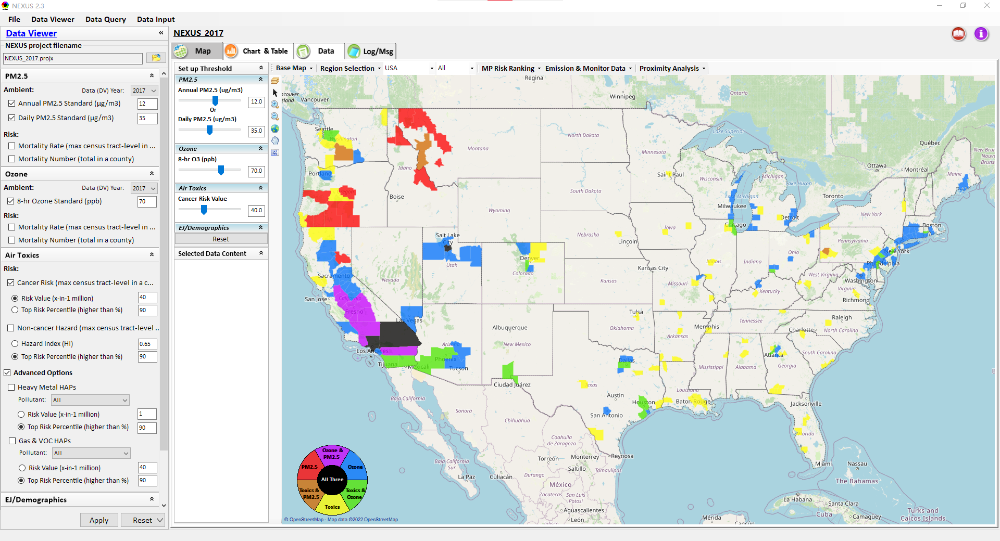 NEXUS 2.3
File Data Viewer Data Query Data Input
Data Viewer «
NEXUS project filename
NEXUS_2017.projx
PM2.5
Ambient: Data (DV) Year: 2017
Annual PM2.5 Standard (µg/m3) 12
Daily PM2.5 Standard (µg/m3) 35
Risk:
Mortality Rate (max census tract-level in ...
Mortality Number (total in a county)
Ozone
Ambient: Data (DV) Year: 2017
8-hr Ozone Standard (ppb) 70
Risk:
Mortality Rate (max census tract-level in ...
Mortality Number (total in a county)
Air Toxics
Risk:
Cancer Risk (max census tract-level in a c...
Risk Value (x-in-1 million) 40
Top Risk Percentile (higher than %) 90
Non-cancer Hazard (max census tract-level ..
Hazard Index (HI) 0.65
Top Risk Percentile (higher than %) 90
Advanced Options
Heavy Metal HAPs
Pollutant: All
Risk Value (x-in-1 million) 1
Top Risk Percentile (higher than %) 90
Gas & VOC HAPs
Pollutant: All
Risk Value (x-in-1 million) 40
Top Risk Percentile (higher than %) 90
EJ/Demographics
Apply Reset
NEXUS_2017
Map Chart & Table Data Log/Msg
Set up Threshold
PM2.5
Annual PM2.5 (ug/m3)
12.0
Or
Daily PM2.5 (ug/m3)
35.0
Ozone
8-hr O3 (ppb)
70.0
Air Toxics
Cancer Risk Value
40.0
EJ/Demographics
Reset
Selected Data Content
Base Map Region Selection USA All MP Risk Ranking Emission & Monitor Data Proximity Analysis
Regina
Ontario
Winnipeg
ncouver
sland
Vancouver
Seattle
Washington
Lake Superior
North Dakota
Québec
Montana
Minnesota
New Brun
Nouve
Bruns
Ottawa
Montréal
Idaho
Portland
Saint Paul
Wisconsin
Michigan
Maine
Lake Huron
Oregon
South Dakota
Boise
Lake Michigan
Toronto
Wyoming
Milwaukee
New York
Detroit
Chicago
Boston
Iowa
Salt Lake
City
Nebraska
Lincoln
Pennsylvania
New York
Denver
Ohio
Illinois
Indiana
Philadelphia
Utah
Kansas City
Colorado
Sacramento
Nevada
Kansas
Missouri
West Virginia
Washington
Virginia
Kentucky
San Jose
California
Richmond
Fresno
Tulsa
Raleigh
Las Vegas
Albuquerque
Oklahoma
Memphis
Tennessee
Charlotte
North Carolina
Arkansas
Arizona
New Mexico
Los Angeles
Phoenix
Dallas
Atlanta
South Carolina
Tijuana
Mexicali
Tucson
Mississippi
Alabama
Georgia
Ciudad Juárez
Texas
Louisiana
Austin
Houston
Baton Rouge
Jacksonville
Baja California
Sonora
San Antonio
Chihuahua
Florida
Coahuila
de Zaragoza
Baja California
Sur
Torreón
Monterrey
Reynosa
Miami
Nassau
Saltillo
La Paz
Culiacán
Durango
Tamaulipas
The Bahamas
México
Zacatecas
San Luis
Potosí
La Habana
Santa Clara
Aguascalientes
Cuba
Camagüey
Turks and
Caicos Islands
Jalisco
León
Mérida
Cancún
Ozone &
PM2.5
PM2.5
Ozone
All Three
Toxics &
PM2.5
Toxics &
Ozone
Toxics
© OpenStreetMap - Map data ©2022 OpenStreetMap